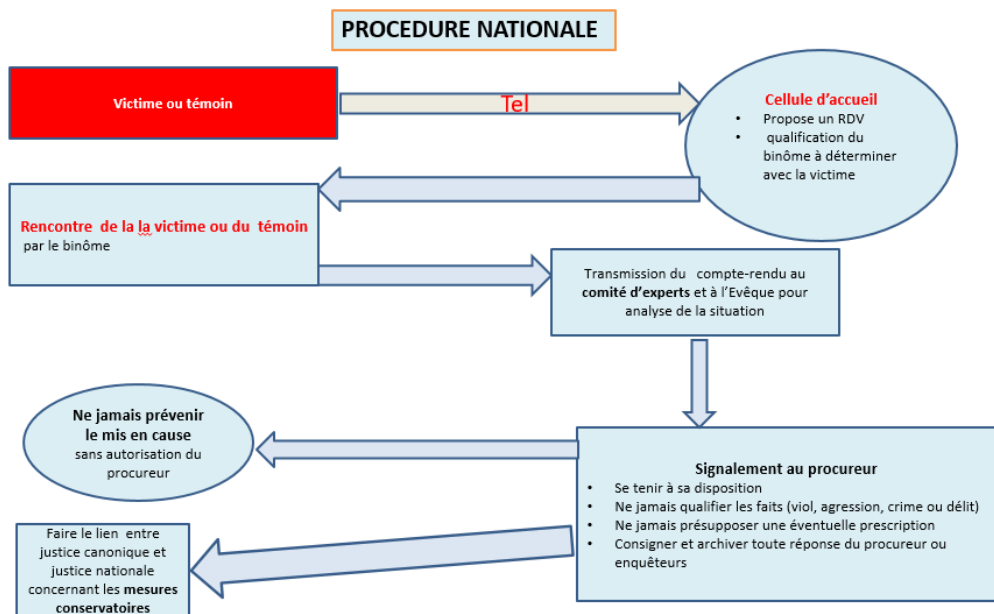 PROCEDURE NATIONALE
Victime ou témoin
Tel
Cellule d'accueil
• Propose un RDV
• qualification du
binôme à déterminer
avec la victime
Rencontre de la la victime ou du témoin
par le binôme
Transmission du compte-rendu au
comité d'experts et à l'Evêque pour
analyse de la situation
Ne jamais prévenir
le mis en cause
sans autorisation du
procureur
Signalement au procureur
• Se tenir à sa disposition
• Ne jamais qualifier les faits (viol, agression, crime ou délit)
• Ne jamais présupposer une éventuelle prescription
• Consigner et archiver toute réponse du procureur ou
enquêteurs
Faire le lien entre
justice canonique et
justice nationale
concernant les mesures
conservatoires